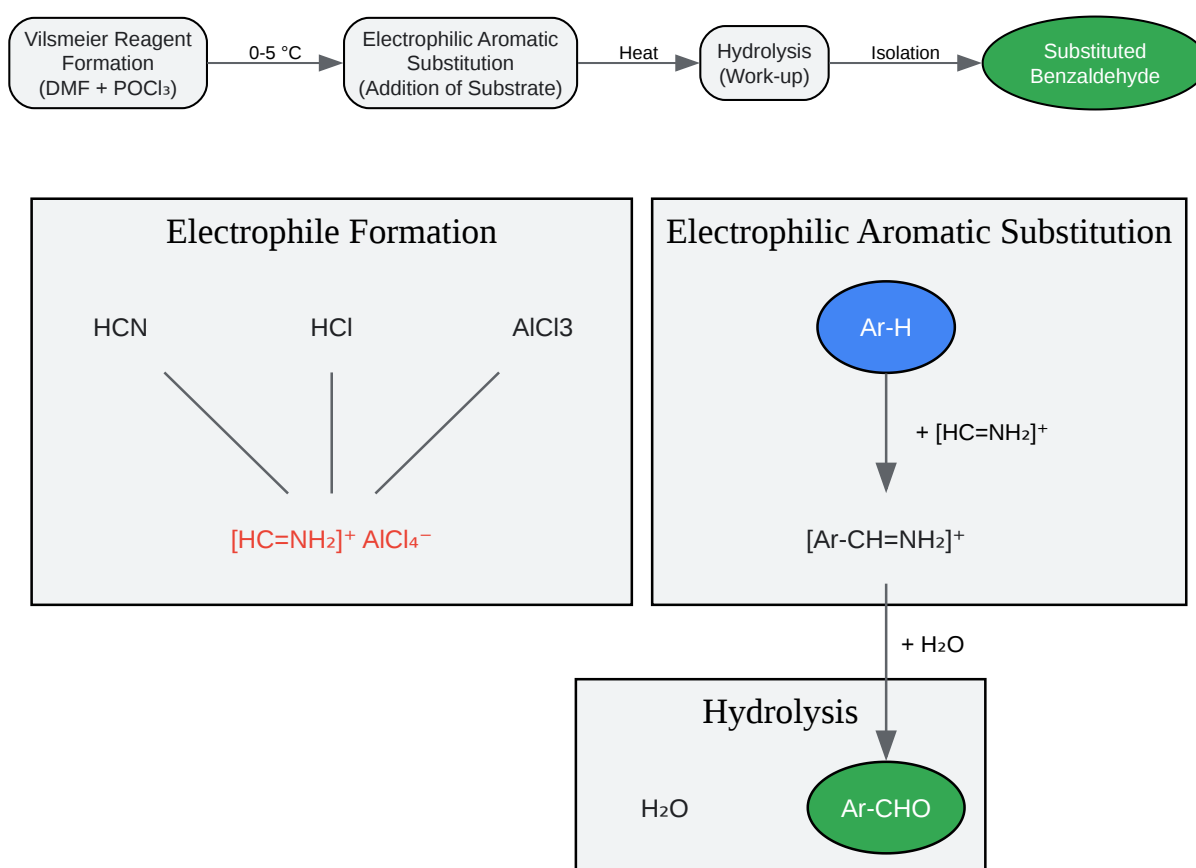 Vilsmeier Reagent
Formation
(DMF + POCl₃)
0-5 °C
Electrophilic Aromatic
Substitution
(Addition of Substrate)
Heat
Hydrolysis
(Work-up)
Isolation
Substituted
Benzaldehyde
Electrophile Formation
HCN
HCl
AlCl3
[HC=NH₂]⁺ AlCl₄⁻
Electrophilic Aromatic Substitution
Ar-H
+ [HC=NH₂]⁺
[Ar-CH=NH₂]⁺
+ H₂O
Hydrolysis
H₂O
Ar-CHO